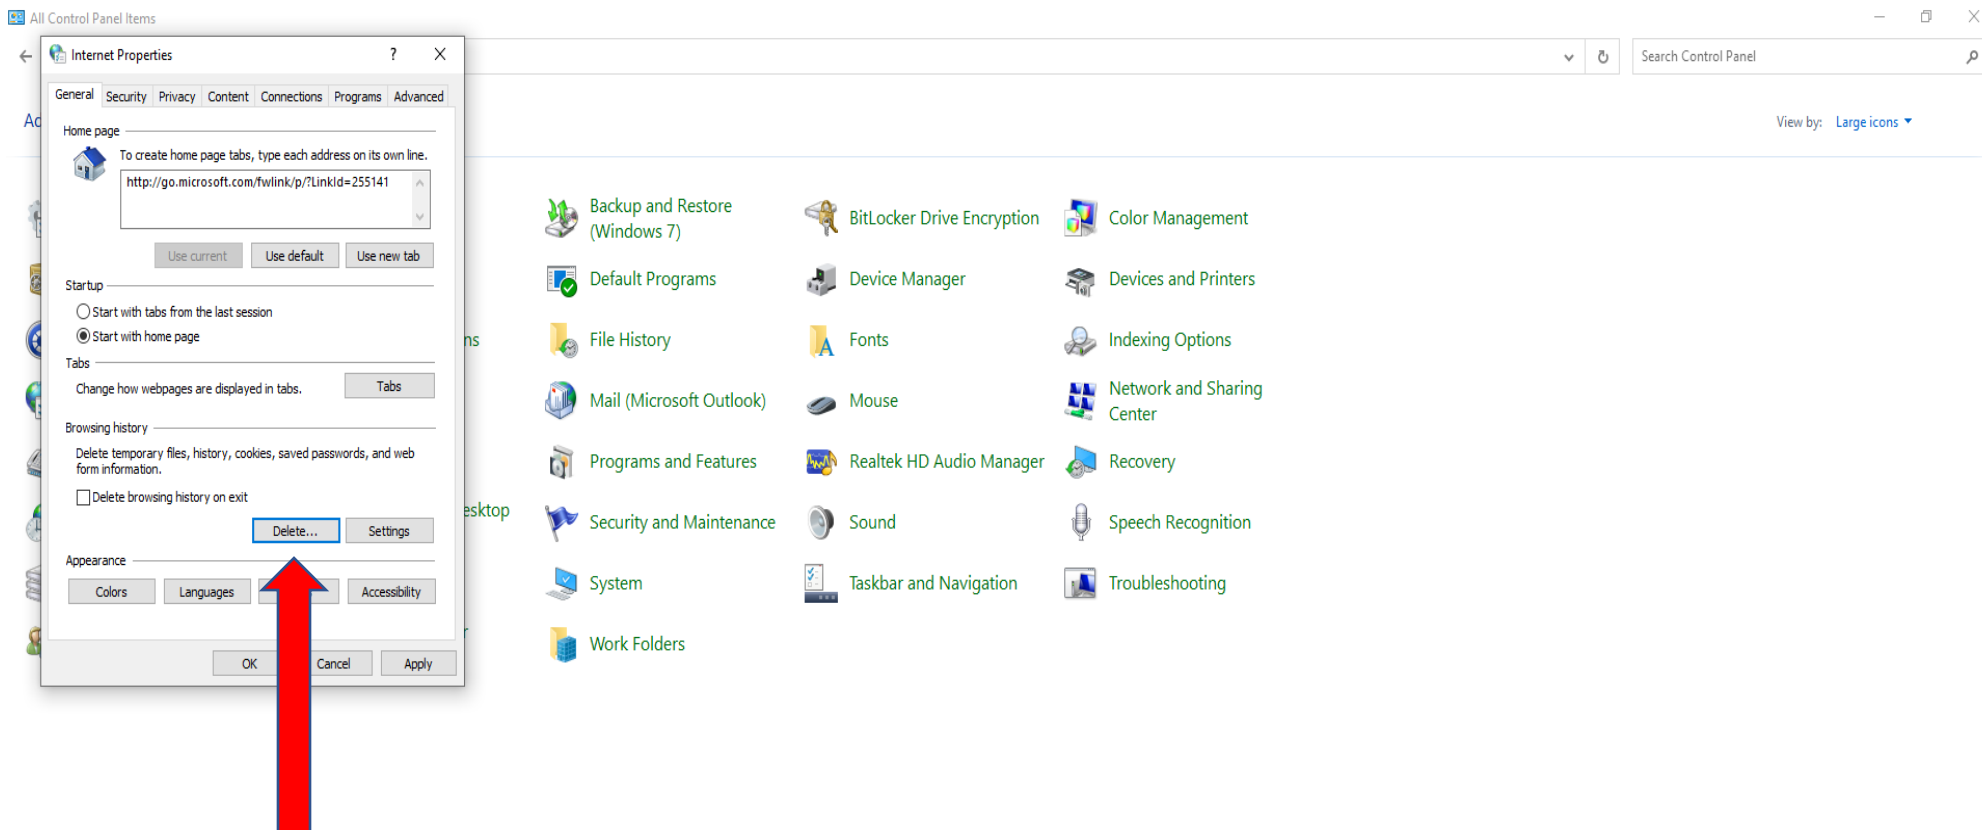 All Control Panel Items
Internet Properties ?
Search Control Panel
General Security Privacy Content Connections Programs Advanced
View by: Large icons
Home page
To create home page tabs, type each address on its own line.
http://go.microsoft.com/fwlink/p/?LinkId=255141
Use current Use default Use new tab
Startup
Start with tabs from the last session
Start with home page
Tabs
Change how webpages are displayed in tabs. Tabs
Browsing history
Delete temporary files, history, cookies, saved passwords, and web
form information.
Delete browsing history on exit
Delete... Settings
Appearance
Colors Languages Accessibility
OK Cancel Apply
Backup and Restore
(Windows 7)
BitLocker Drive Encryption
Color Management
Default Programs
Device Manager
Devices and Printers
File History
Fonts
Indexing Options
Mail (Microsoft Outlook)
Mouse
Network and Sharing
Center
Programs and Features
Realtek HD Audio Manager
Recovery
Security and Maintenance
Sound
Speech Recognition
System
Taskbar and Navigation
Troubleshooting
Work Folders